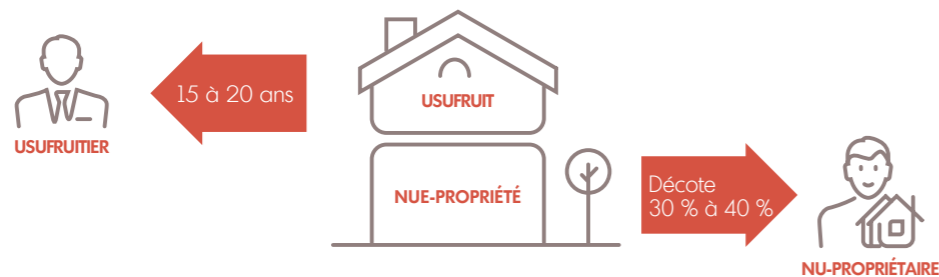 15 à 20 ans
USUFRUITIER
USUFRUIT
NUE-PROPRIÉTÉ
Décote
30 % à 40 %
NU-PROPRIÉTAIRE